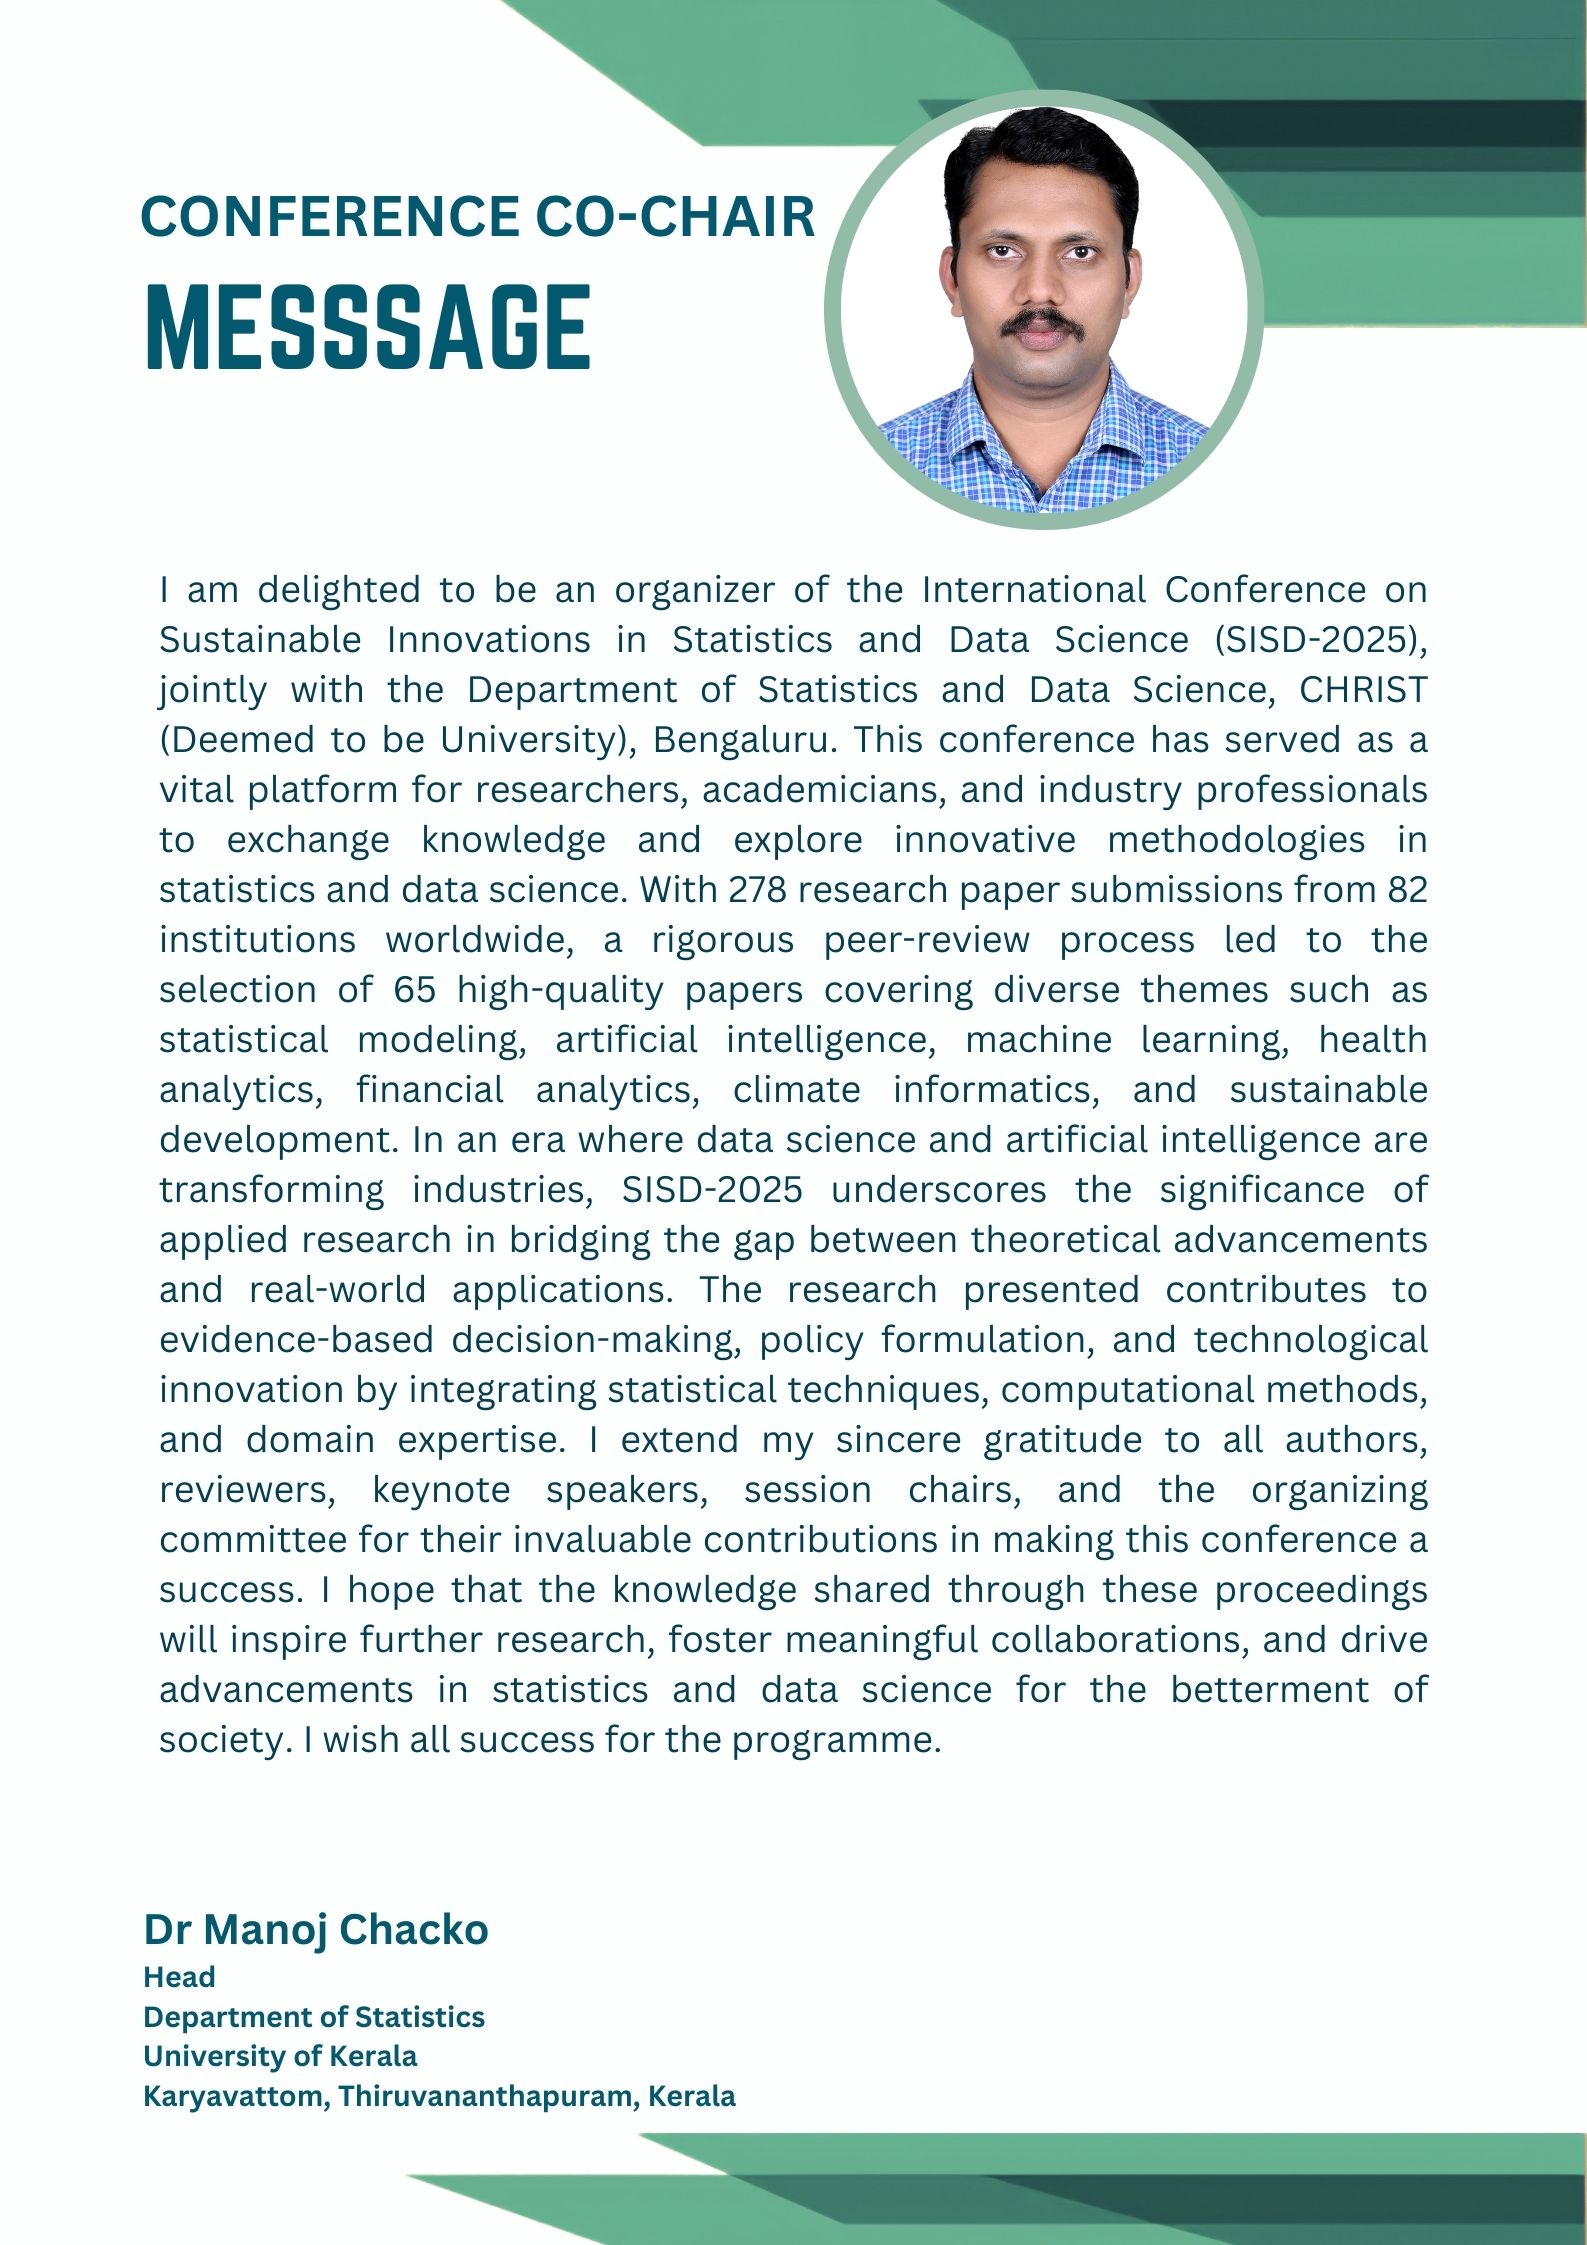 CONFERENCE CO-CHAIR
MESSSAGE
I am delighted to be an organizer of the International Conference on
Sustainable Innovations in Statistics and Data Science (SISD-2025),
jointly with the Department of Statistics and Data Science, CHRIST
(Deemed to be University), Bengaluru. This conference has served as a
vital platform for researchers, academicians, and industry professionals
to exchange knowledge and explore innovative methodologies in
statistics and data science. With 278 research paper submissions from 82
institutions worldwide, a rigorous peer-review process led to the
selection of 65 high-quality papers covering diverse themes such as
statistical modeling, artificial intelligence, machine learning, health
analytics, financial analytics, climate informatics, and sustainable
development. In an era where data science and artificial intelligence are
transforming industries, SISD-2025 underscores the significance of
applied research in bridging the gap between theoretical advancements
and real-world applications. The research presented contributes to
evidence-based decision-making, policy formulation, and technological
innovation by integrating statistical techniques, computational methods,
and domain expertise. I extend my sincere gratitude to all authors,
reviewers, keynote speakers, session chairs, and the organizing
committee for their invaluable contributions in making this conference a
success. I hope that the knowledge shared through these proceedings
will inspire further research, foster meaningful collaborations, and drive
advancements in statistics and data science for the betterment of
society. I wish all success for the programme.
Dr Manoj Chacko
Head
Department of Statistics
University of Kerala
Karyavattom, Thiruvananthapuram, Kerala